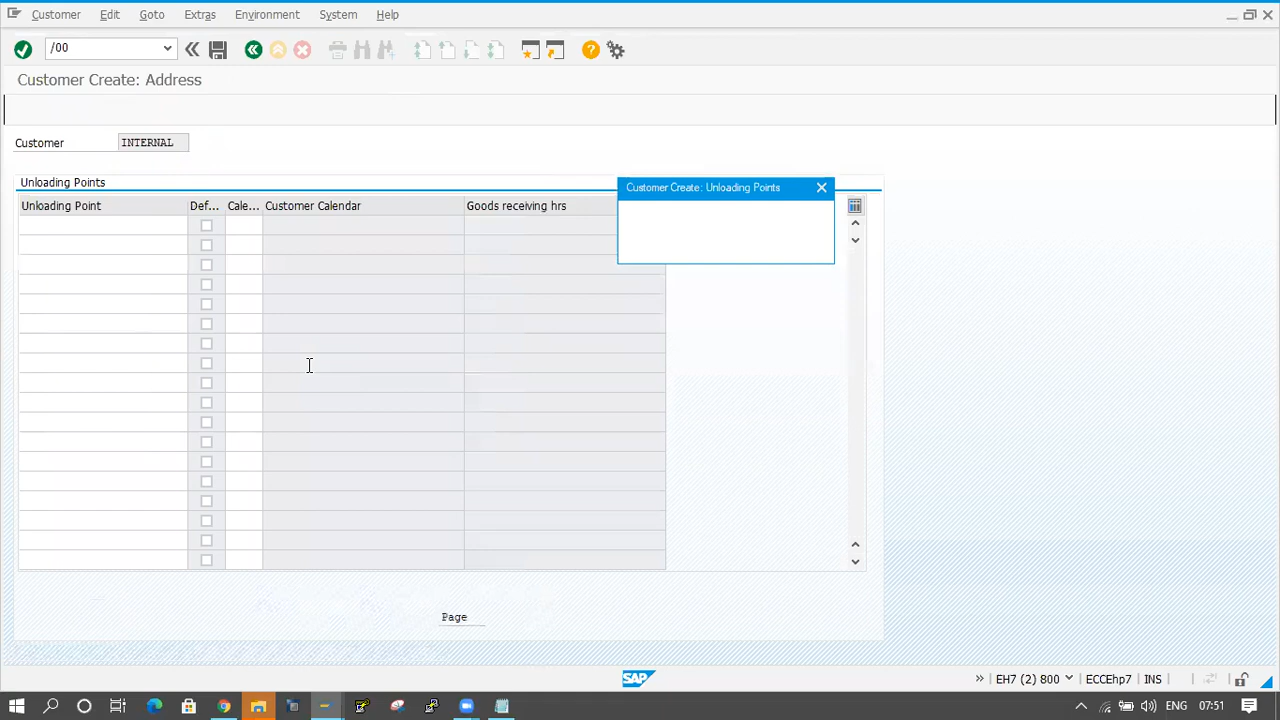 Customer Edit Goto Extras Environment System Help
/00
Customer Create: Address
Customer INTERNAL
Unloading Points
Customer Create: Unloading Points
Unloading Point Def... Cale... Customer Calendar Goods receiving hrs
Page
SAP
EH7 (2) 800 ECCEhp7 INS
ENG 07:51